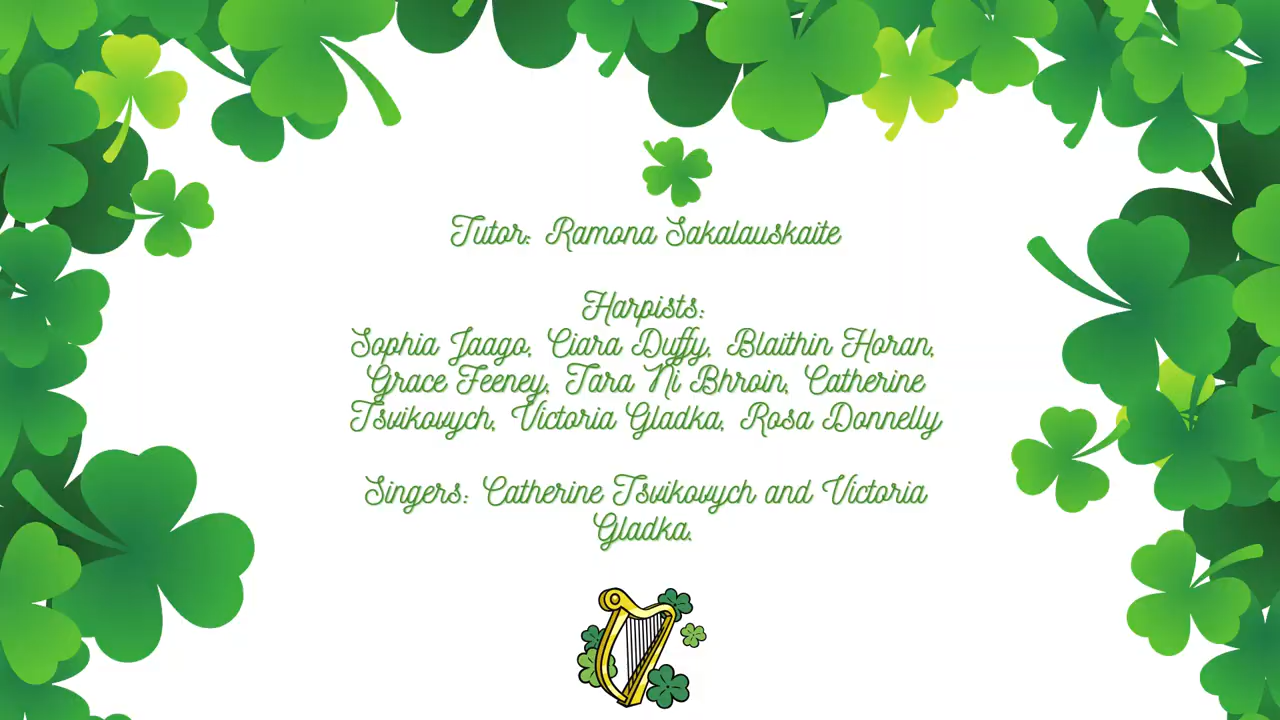 Tutor: Ramona Sakalauskaite
Harpists:
Sophia Jaago, Ciara Duffy, Blaithin Horan,
Grace Feeney, Tara Ni Bhroin, Catherine
Tsvikovych, Victoria Gladka, Rosa Donnelly
Singers: Catherine Tsvikovych and Victoria
Gladka.